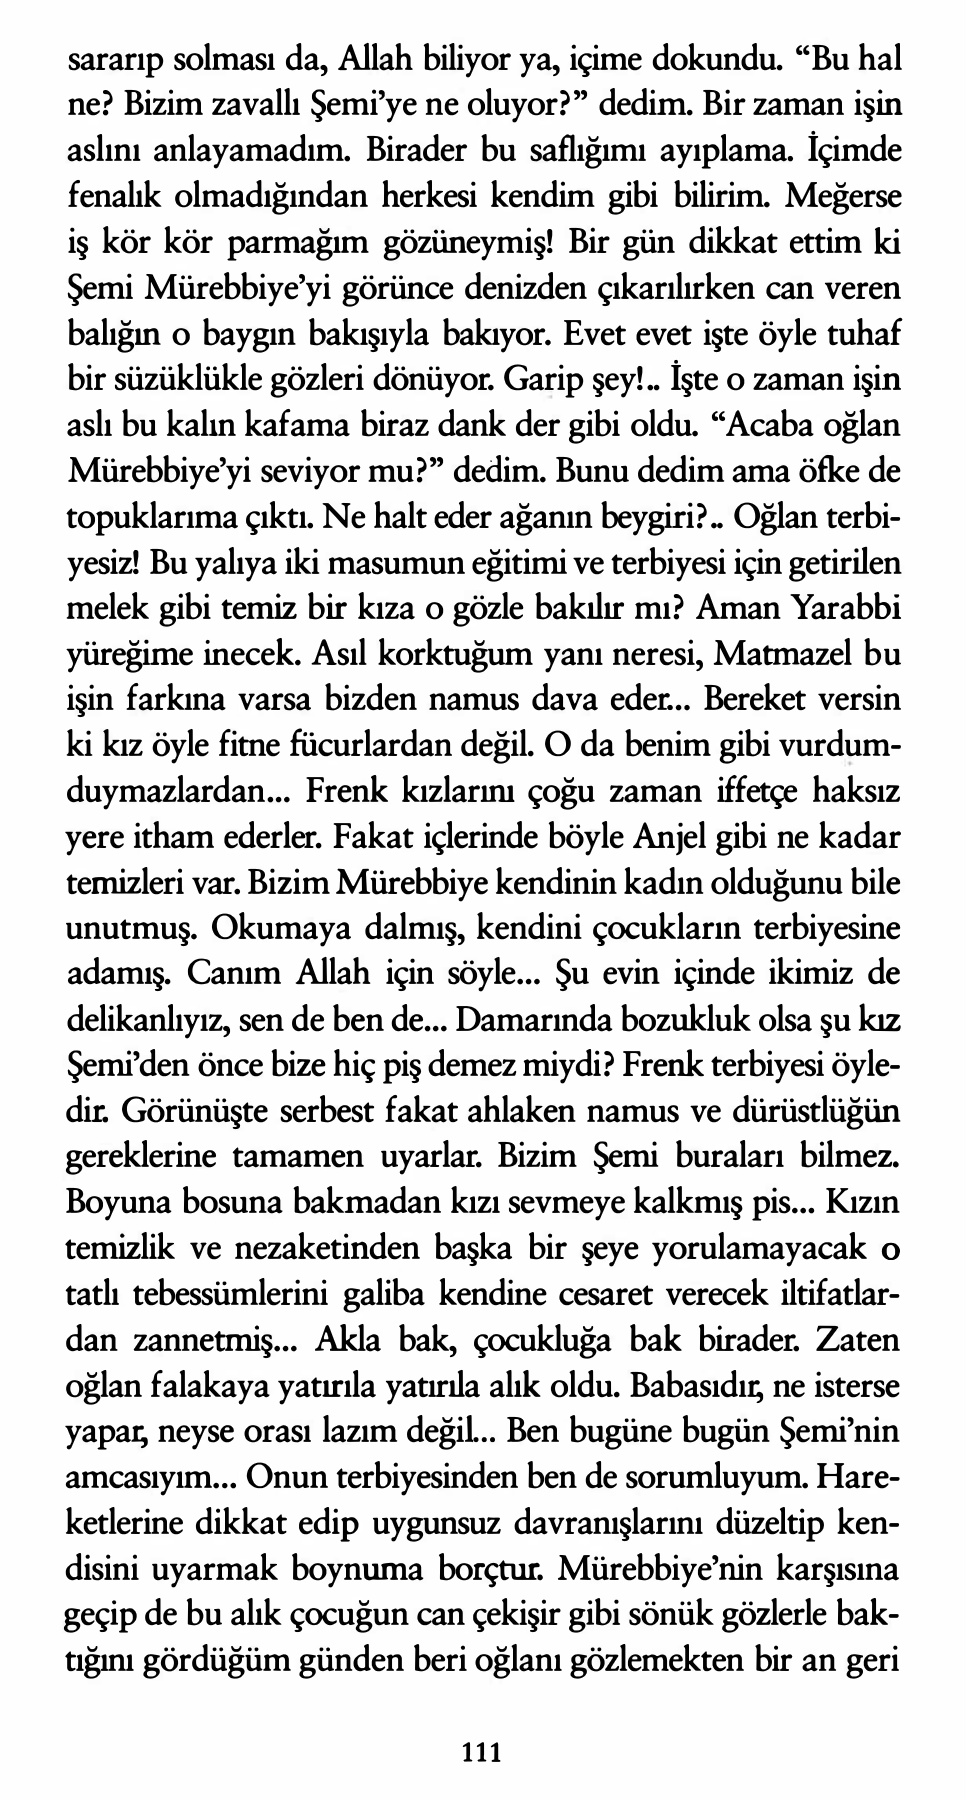 sararıp solması da, Allah biliyor ya, içime dokundu. “Bu hal
ne? Bizim zavallı Şemi’ye ne oluyor?” dedim. Bir zaman işin
aslını anlayamadım. Birader bu saflığımı ayıplama. İçimde
fenalık olmadığından herkesi kendim gibi bilirim. Meğerse
iş kör kör parmağım gözüneymiş! Bir gün dikkat ettim ki
Şemi Mürebbiye’yi görünce denizden çıkarılırken can veren
balığın o baygın bakışıyla bakıyor. Evet evet işte öyle tuhaf
bir süzüklükle gözleri dönüyor. Garip şey!.. İşte o zaman işin
aslı bu kalın kafama biraz dank der gibi oldu. “Acaba oğlan
Mürebbiye’yi seviyor mu?” dedim. Bunu dedim ama öfke de
topuklarıma çıktı. Ne halt eder ağanın beygiri?.. Oğlan terbi-
yesiz! Bu yalıya iki masumun eğitimi ve terbiyesi için getirilen
melek gibi temiz bir kıza o gözle bakılır mı? Aman Yarabbi
yüreğime inecek. Asıl korktuğum yanı neresi, Matmazel bu
işin farkına varsa bizden namus dava eder... Bereket versin
ki kız öyle fitne fücurlardan değil. O da benim gibi vurdum-
duymazlardan... Frenk kızlarını çoğu zaman iffetçe haksız
yere itham ederler. Fakat içlerinde böyle Anjel gibi ne kadar
temizleri var. Bizim Mürebbiye kendinin kadın olduğunu bile
unutmuş. Okumaya dalmış, kendini çocukların terbiyesine
adamış. Canım Allah için söyle... Şu evin içinde ikimiz de
delikanlıyız, sen de ben de... Damarında bozukluk olsa şu kız
Şemi’den önce bize hiç piş demez miydi? Frenk terbiyesi öyle-
dir. Görünüşte serbest fakat ahlaken namus ve dürüstlüğün
gereklerine tamamen uyarlar. Bizim Şemi buraları bilmez.
Boyuna bosuna bakmadan kızı sevmeye kalkmış pis... Kızın
temizlik ve nezaketinden başka bir şeye yorulamayacak o
tatlı tebessümlerini galiba kendine cesaret verecek iltifatlar-
dan zannetmiş... Akla bak, çocukluğa bak birader. Zaten
oğlan falakaya yatırıla yatırıla alık oldu. Babasıdır, ne isterse
yapar, neyse orası lazım değil... Ben bugüne bugün Şemi’nin
amcasıyım... Onun terbiyesinden ben de sorumluyum. Hare-
ketlerine dikkat edip uygunsuz davranışlarını düzeltip ken-
disini uyarmak boynuma borçtur. Mürebbiye’nin karşısına
geçip de bu alık çocuğun can çekişir gibi sönük gözlerle bak-
tığını gördüğüm günden beri oğlanı gözlemekten bir an geri
111